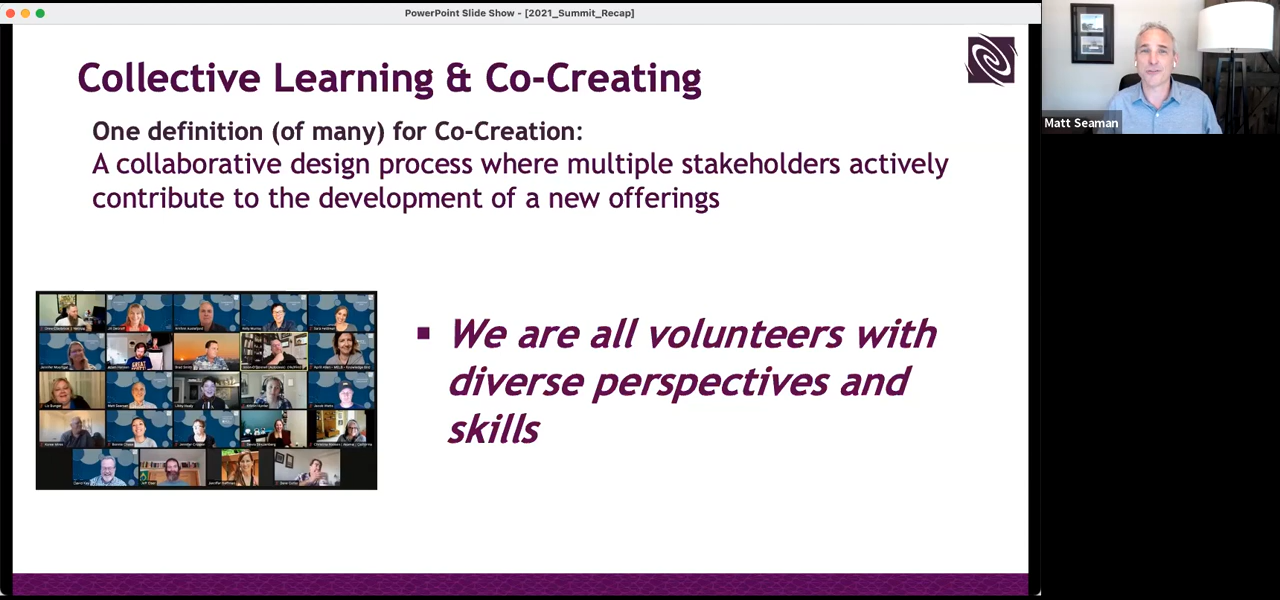 PowerPoint Slide Show - [2021_Summit_Recap]
Collective Learning & Co-Creating
One definition (of many) for Co-Creation:
A collaborative design process where multiple stakeholders actively
contribute to the development of a new offerings
▪ We are all volunteers with
diverse perspectives and
skills
Matt Seaman